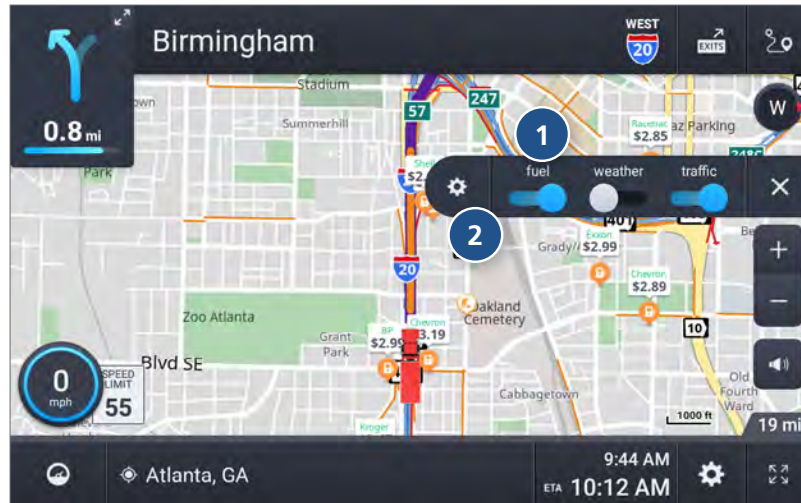 WEST
Birmingham
20
EXITS
0.8 mi
Stadium
Summerhill
57
247
Racetrac
$2.85
az Parking
W
1
Park
Shell
$2.
fuel
weather
traffic
2
Grady
Exxon
$2.99
20
Chevron
$2.89
Zoo Atlanta
Oakland
Cemetery
10
Grant
Park
BP
$2.99
Chevron
3.19
Blvd SE
0
mph
SPEED
LIMIT
55
Cabbagetown
Old
Fourth
Ward
1000 ft
Kroger
19 mi
Atlanta, GA
9:44 AM
ETA 10:12 AM